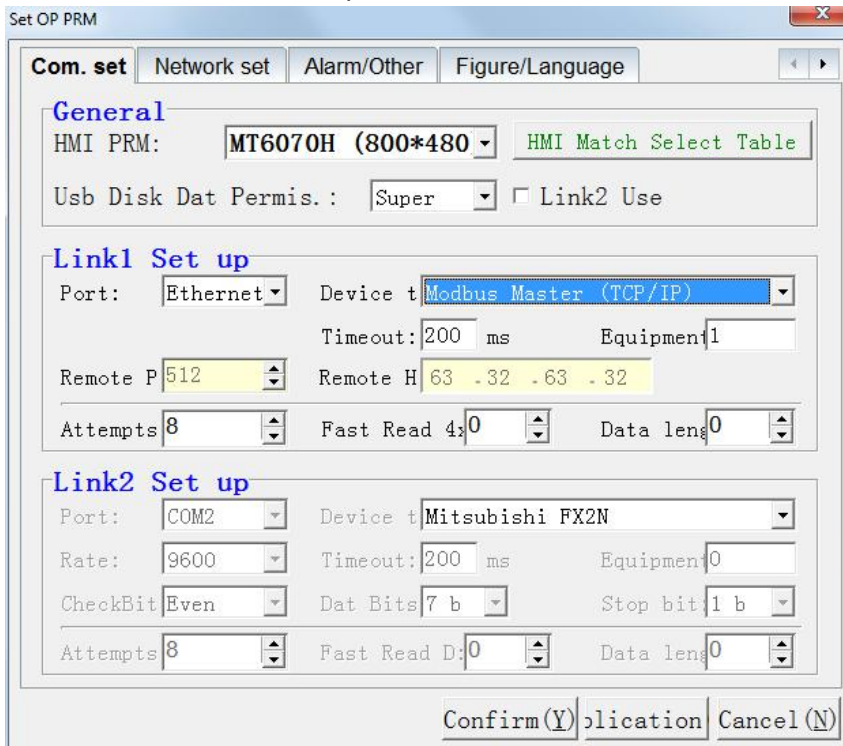 Set OP PRM
Com. set Network set Alarm/Other Figure/Language
General
HMI PRM: MT6070H (800*480 HMI Match Select Table
Usb Disk Dat Permis.: Super Link2 Use
Link1 Set up
Port: Ethernet Device t Modbus Master (TCP/IP)
Timeout: 200 ms Equipment 1
Remote P 512 Remote H 63 .32 .63 .32
Attempts 8 Fast Read 4x 0 Data leng 0
Link2 Set up
Port: COM2 Device t Mitsubishi FX2N
Rate: 9600 Timeout: 200 ms Equipment 0
CheckBit Even Dat Bits 7 b Stop bit: 1 b
Attempts 8 Fast Read D: 0 Data leng 0
Confirm(Y) plication Cancel(N)